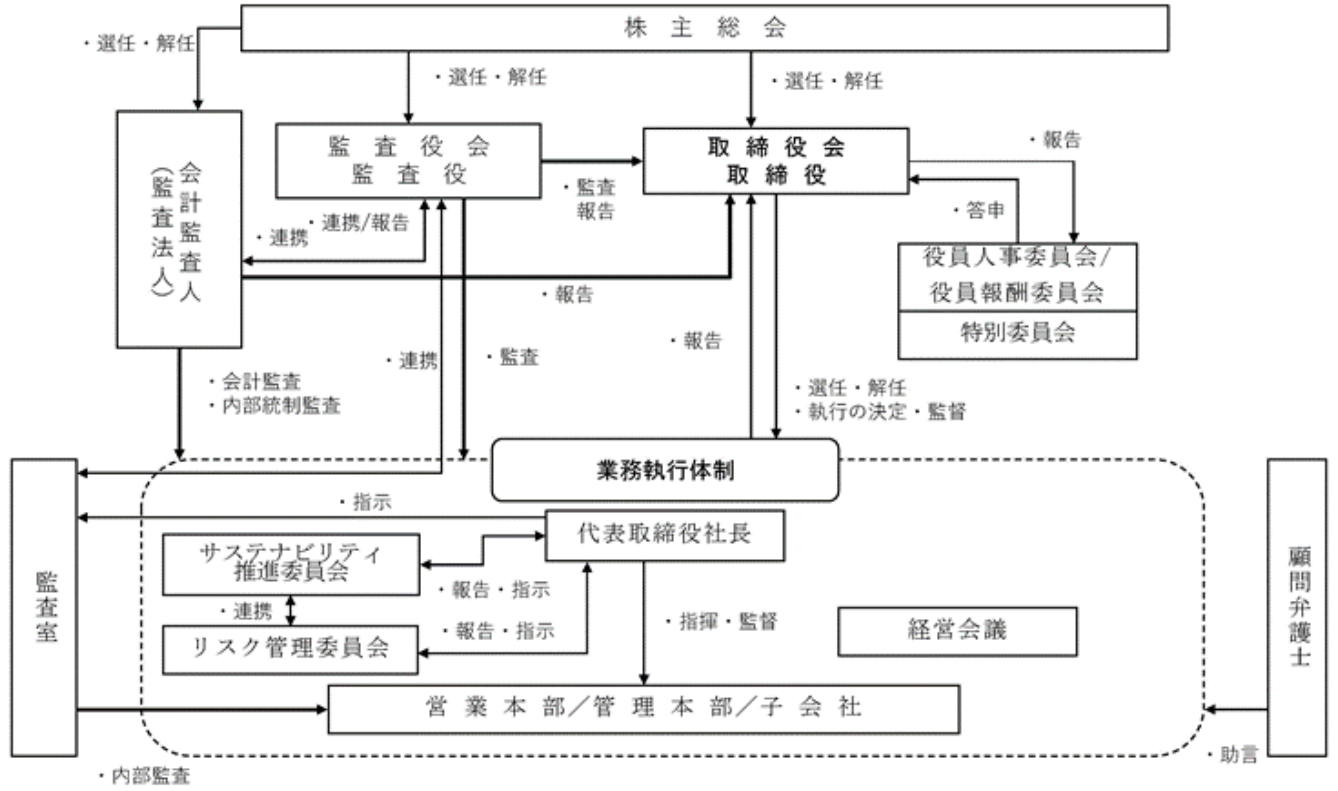 株主総会
・選任・解任
・選任・解任
・選任・解任
監査役会
監査役
取締役会
取締役
会計監査人
（監査法人）
・報告
・監査
報告
・答申
・連携/報告
・連携
役員人事委員会/
役員報酬委員会
特別委員会
・報告
・報告
・連携
・監査
・会計監査
・内部統制監査
・選任・解任
・執行の決定・監督
業務執行体制
・指示
代表取締役社長
サステナビリティ
推進委員会
・報告・指示
・連携
・報告・指示
・指揮・監督
リスク管理委員会
経営会議
監査室
顧問弁護士
営業本部／管理本部／子会社
・助言
・内部監査